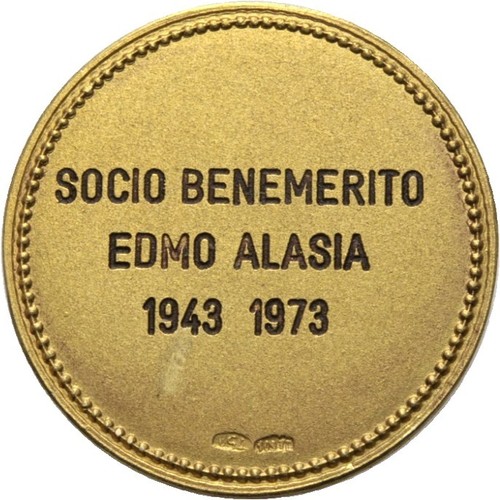 SOCIO BENEMERITO
EDMO ALASIA
1943 1973